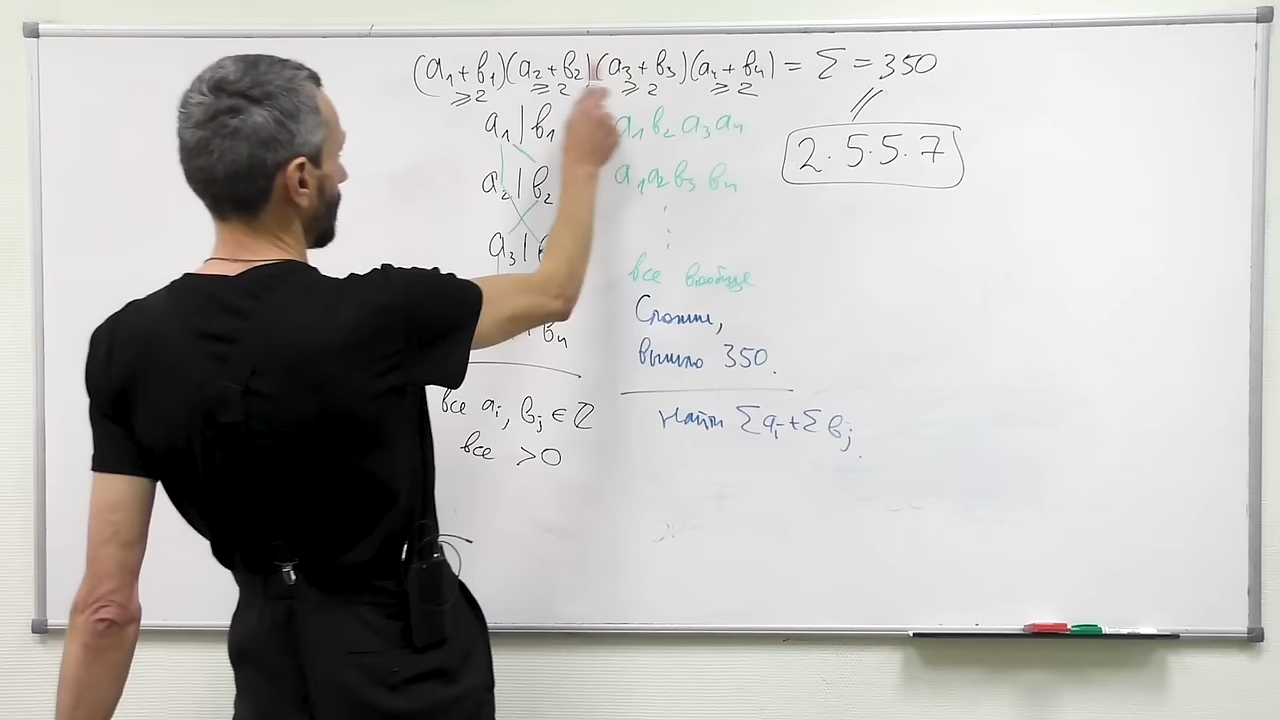 (a₁+b₁)(a₂+b₂)(a₃+b₃)(a₄+b₄) = Σ = 350
≥2 ≥2 ≥2 ≥2
a₁ | b₁
a₂ | b₂
a₃ |
b₄
все aᵢ, bⱼ ∈ ℤ
все >0
a₁ b₂ a₃ a₄
a₁ a₂ b₃ b₄
⋮
все вообще
Сложили,
вышло 350.
Найти Σaᵢ+Σbⱼ.
2·5·5·7